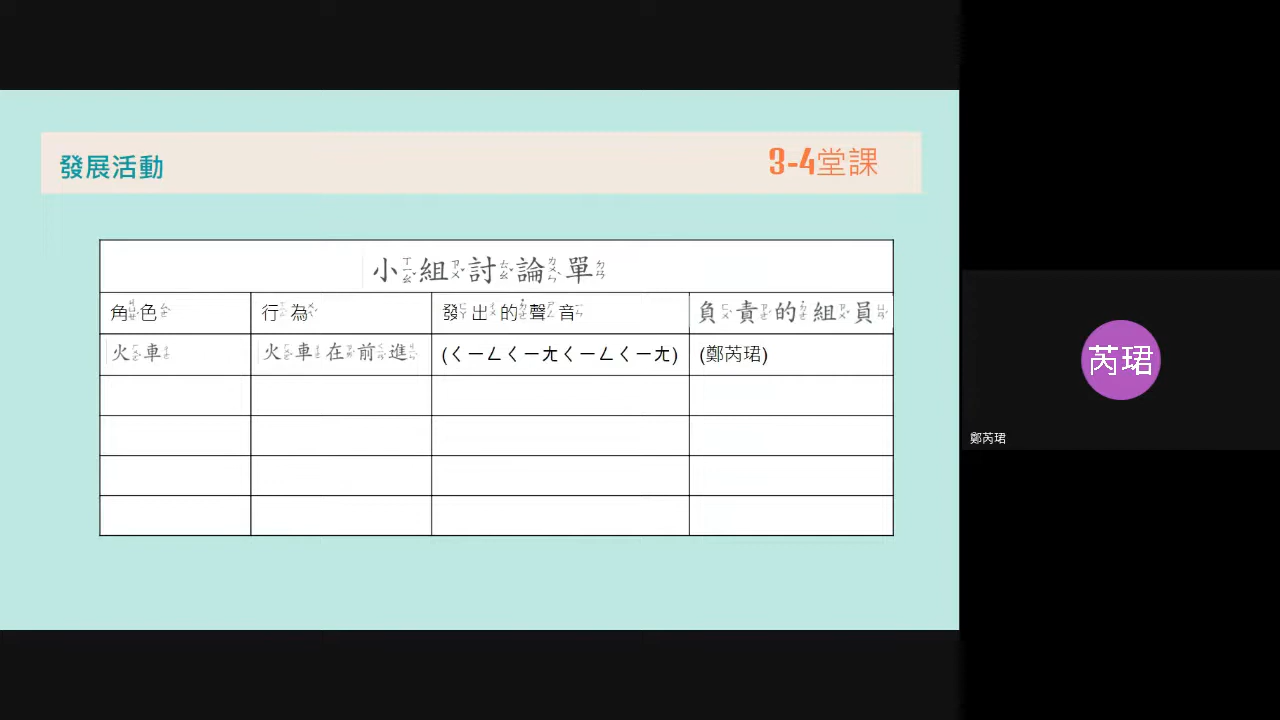 發展活動
3-4堂課
小組討論單
角色 行為 發出的聲音 負責的組員
火車 火車在前進 (ㄑㄧㄥㄑㄧㄤㄑㄧㄥㄑㄧㄤ) (鄭芮珺)
芮珺
鄭芮珺